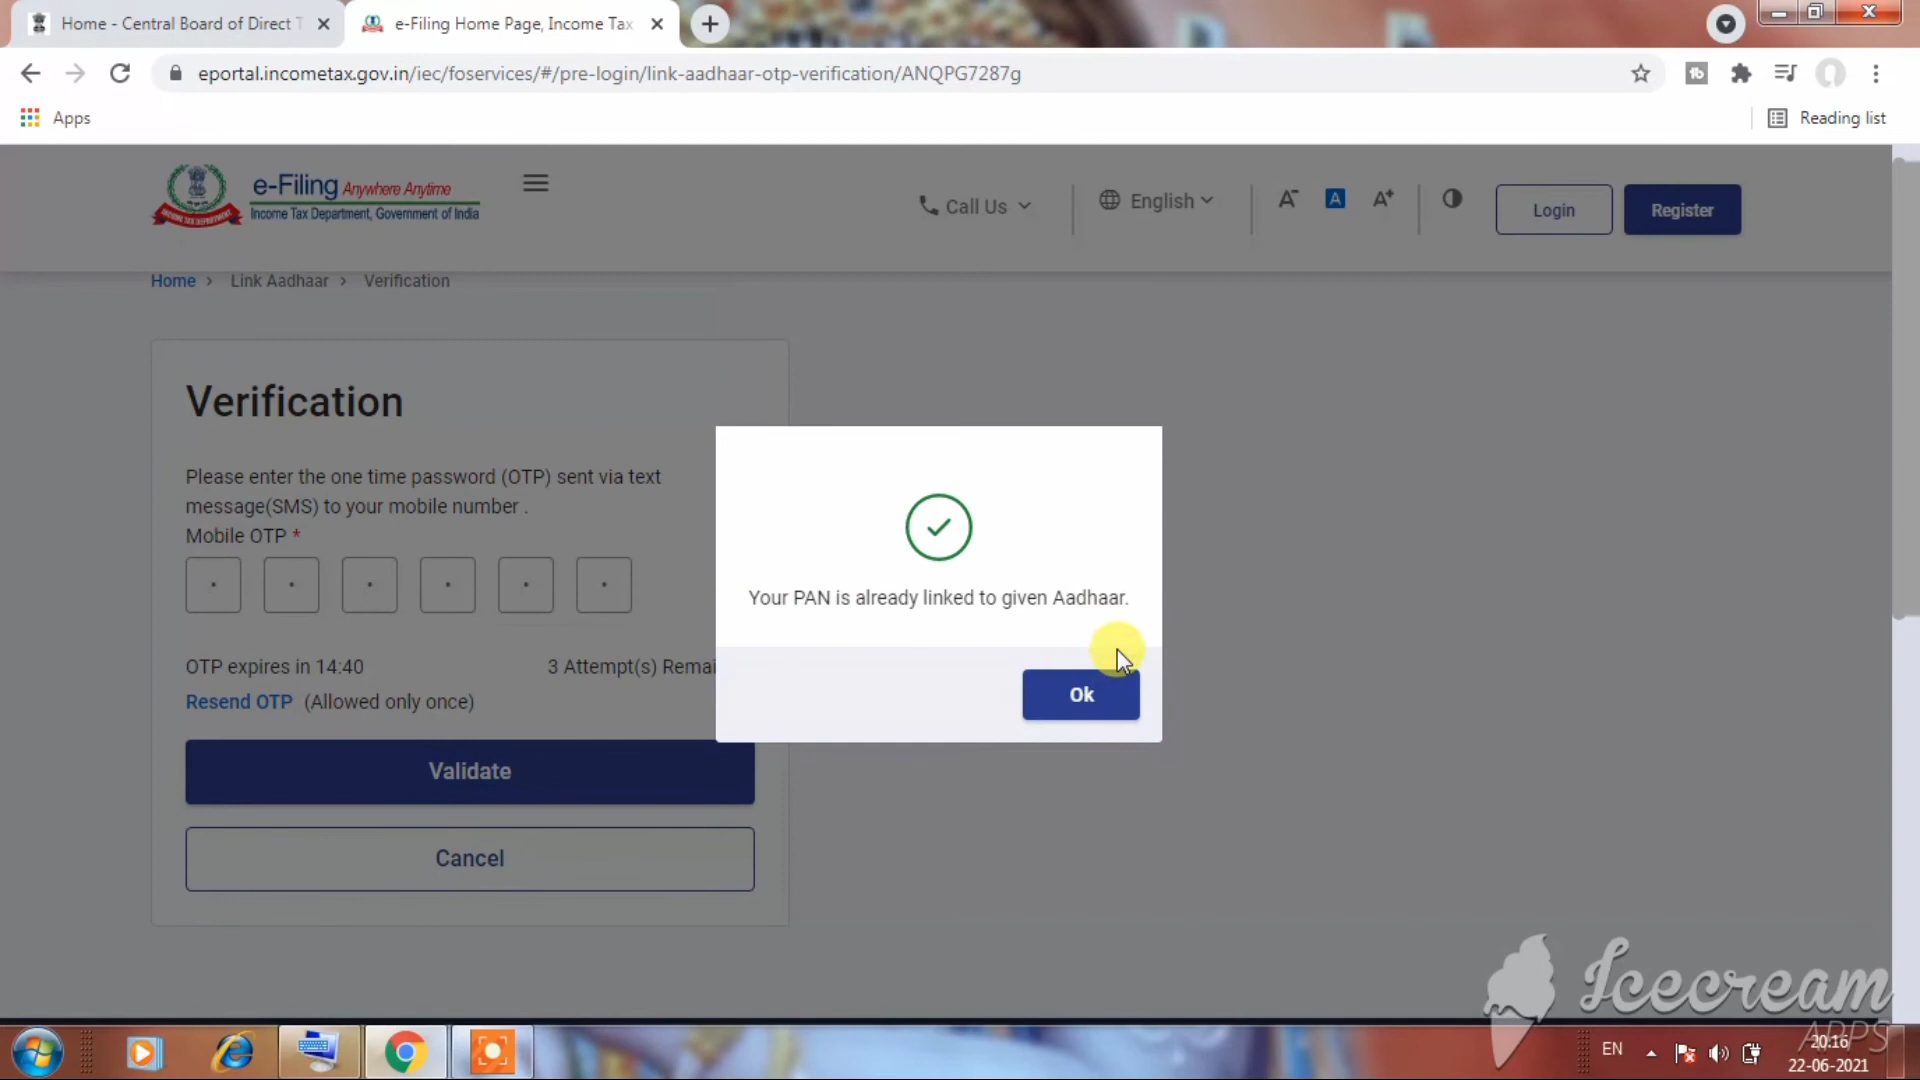 Home - Central Board of Direct T
e-Filing Home Page, Income Tax
eportal.incometax.gov.in/iec/foservices/#/pre-login/link-aadhaar-otp-verification/ANQPG7287g
Apps
Reading list
e-Filing Anywhere Anytime
Income Tax Department, Government of India
Call Us
English
A-
A
A+
Login
Register
Home > Link Aadhaar > Verification
Verification
Please enter the one time password (OTP) sent via text
message(SMS) to your mobile number .
Mobile OTP *
OTP expires in 14:40
3 Attempt(s) Remai
Resend OTP (Allowed only once)
Validate
Cancel
Your PAN is already linked to given Aadhaar.
Ok
Icecream
APPS
EN
20:16
22-06-2021